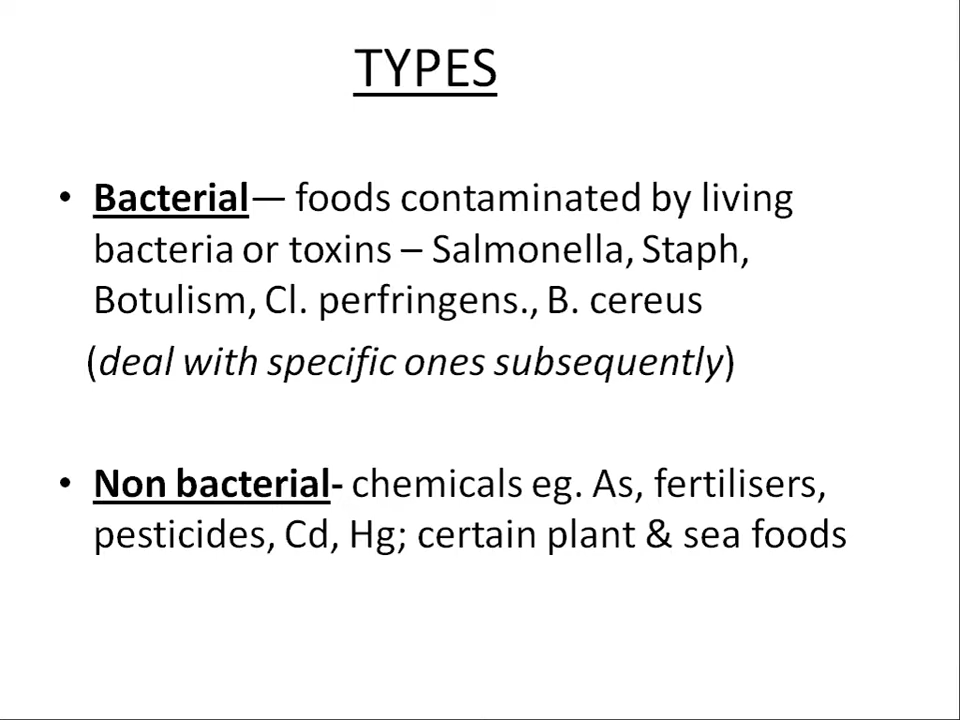 TYPES
• Bacterial— foods contaminated by living
bacteria or toxins – Salmonella, Staph,
Botulism, Cl. perfringens., B. cereus
(deal with specific ones subsequently)
• Non bacterial- chemicals eg. As, fertilisers,
pesticides, Cd, Hg; certain plant & sea foods